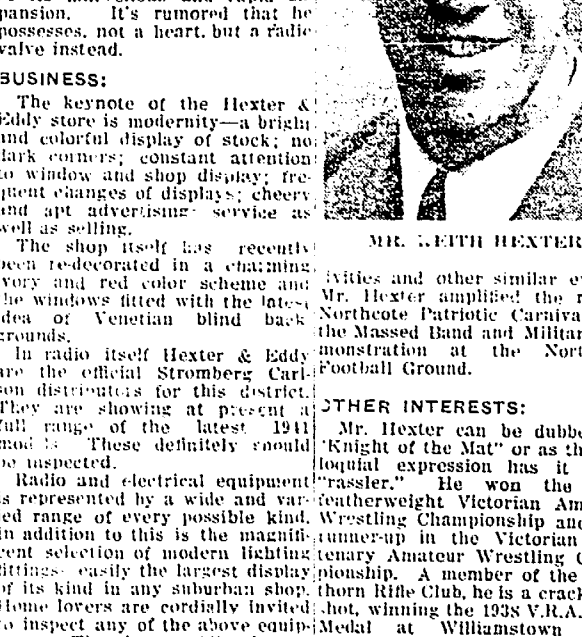 pansion. It's rumored that he
possesses, not a heart, but a radio
valve instead.
BUSINESS:
The keynote of the Hexter &
Eddy store is modernity—a bright
and colorful display of stock; no
dark corners; constant attention
to window and shop display; fre-
quent changes of displays; cheery
and apt advertising; service as
well as selling.
The shop itself has recently
been re-decorated in a charming
ivory and red color scheme and
the windows fitted with the latest
idea of Venetian blind back
grounds.
In radio itself Hexter & Eddy
are the official Stromberg Carl-
son distributors for this district.
They are showing at present a
full range of the latest 1941
These definitely should
be inspected.
Radio and electrical equipment
is represented by a wide and var-
ied range of every possible kind.
In addition to this is the magnifi-
cent selection of modern lighting
fittings—easily the largest display
of its kind in any suburban shop.
Home lovers are cordially invited
to inspect any of the above equip-
MR. KEITH HEXTER
ivities and other similar e
Mr. Hexter amplified the
Northcote Patriotic Carniva
the Massed Band and Militar
monstration at the Nort
Football Ground.
OTHER INTERESTS:
Mr. Hexter can be dubbe
"Knight of the Mat" or as th
loquial expression has it
"rassler." He won the
featherweight Victorian Am
Wrestling Championship and
runner-up in the Victorian
tenary Amateur Wrestling C
pionship. A member of the
thorn Rifle Club, he is a crack
shot, winning the 1938 V.R.A.
Medal at Williamstown